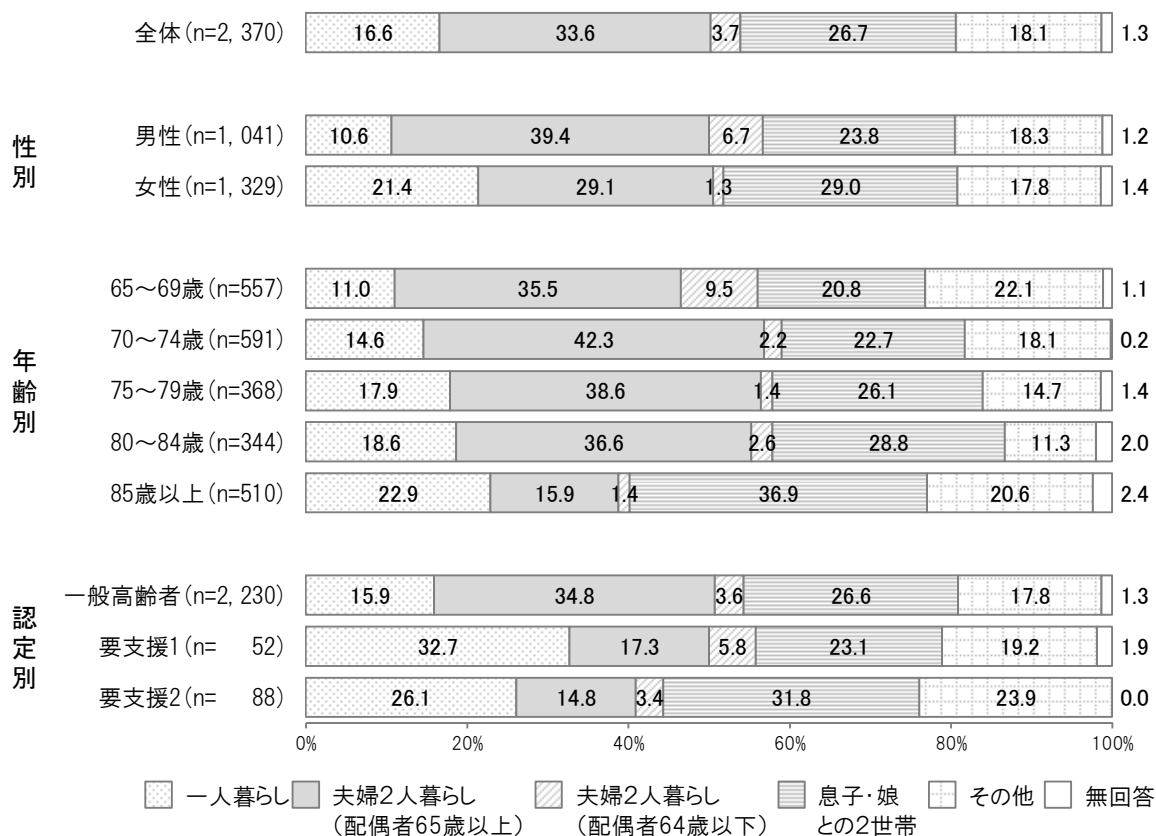 全体(n=2,370) 16.6 33.6 3.7 26.7 18.1 1.3
性別
男性(n=1,041) 10.6 39.4 6.7 23.8 18.3 1.2
女性(n=1,329) 21.4 29.1 1.3 29.0 17.8 1.4
年齢別
65～69歳(n=557) 11.0 35.5 9.5 20.8 22.1 1.1
70～74歳(n=591) 14.6 42.3 2.2 22.7 18.1 0.2
75～79歳(n=368) 17.9 38.6 1.4 26.1 14.7 1.4
80～84歳(n=344) 18.6 36.6 2.6 28.8 11.3 2.0
85歳以上(n=510) 22.9 15.9 1.4 36.9 20.6 2.4
認定別
一般高齢者(n=2,230) 15.9 34.8 3.6 26.6 17.8 1.3
要支援1(n= 52) 32.7 17.3 5.8 23.1 19.2 1.9
要支援2(n= 88) 26.1 14.8 3.4 31.8 23.9 0.0
0% 20% 40% 60% 80% 100%
一人暮らし 夫婦2人暮らし 夫婦2人暮らし 息子・娘 その他 無回答
(配偶者65歳以上) (配偶者64歳以下) との2世帯